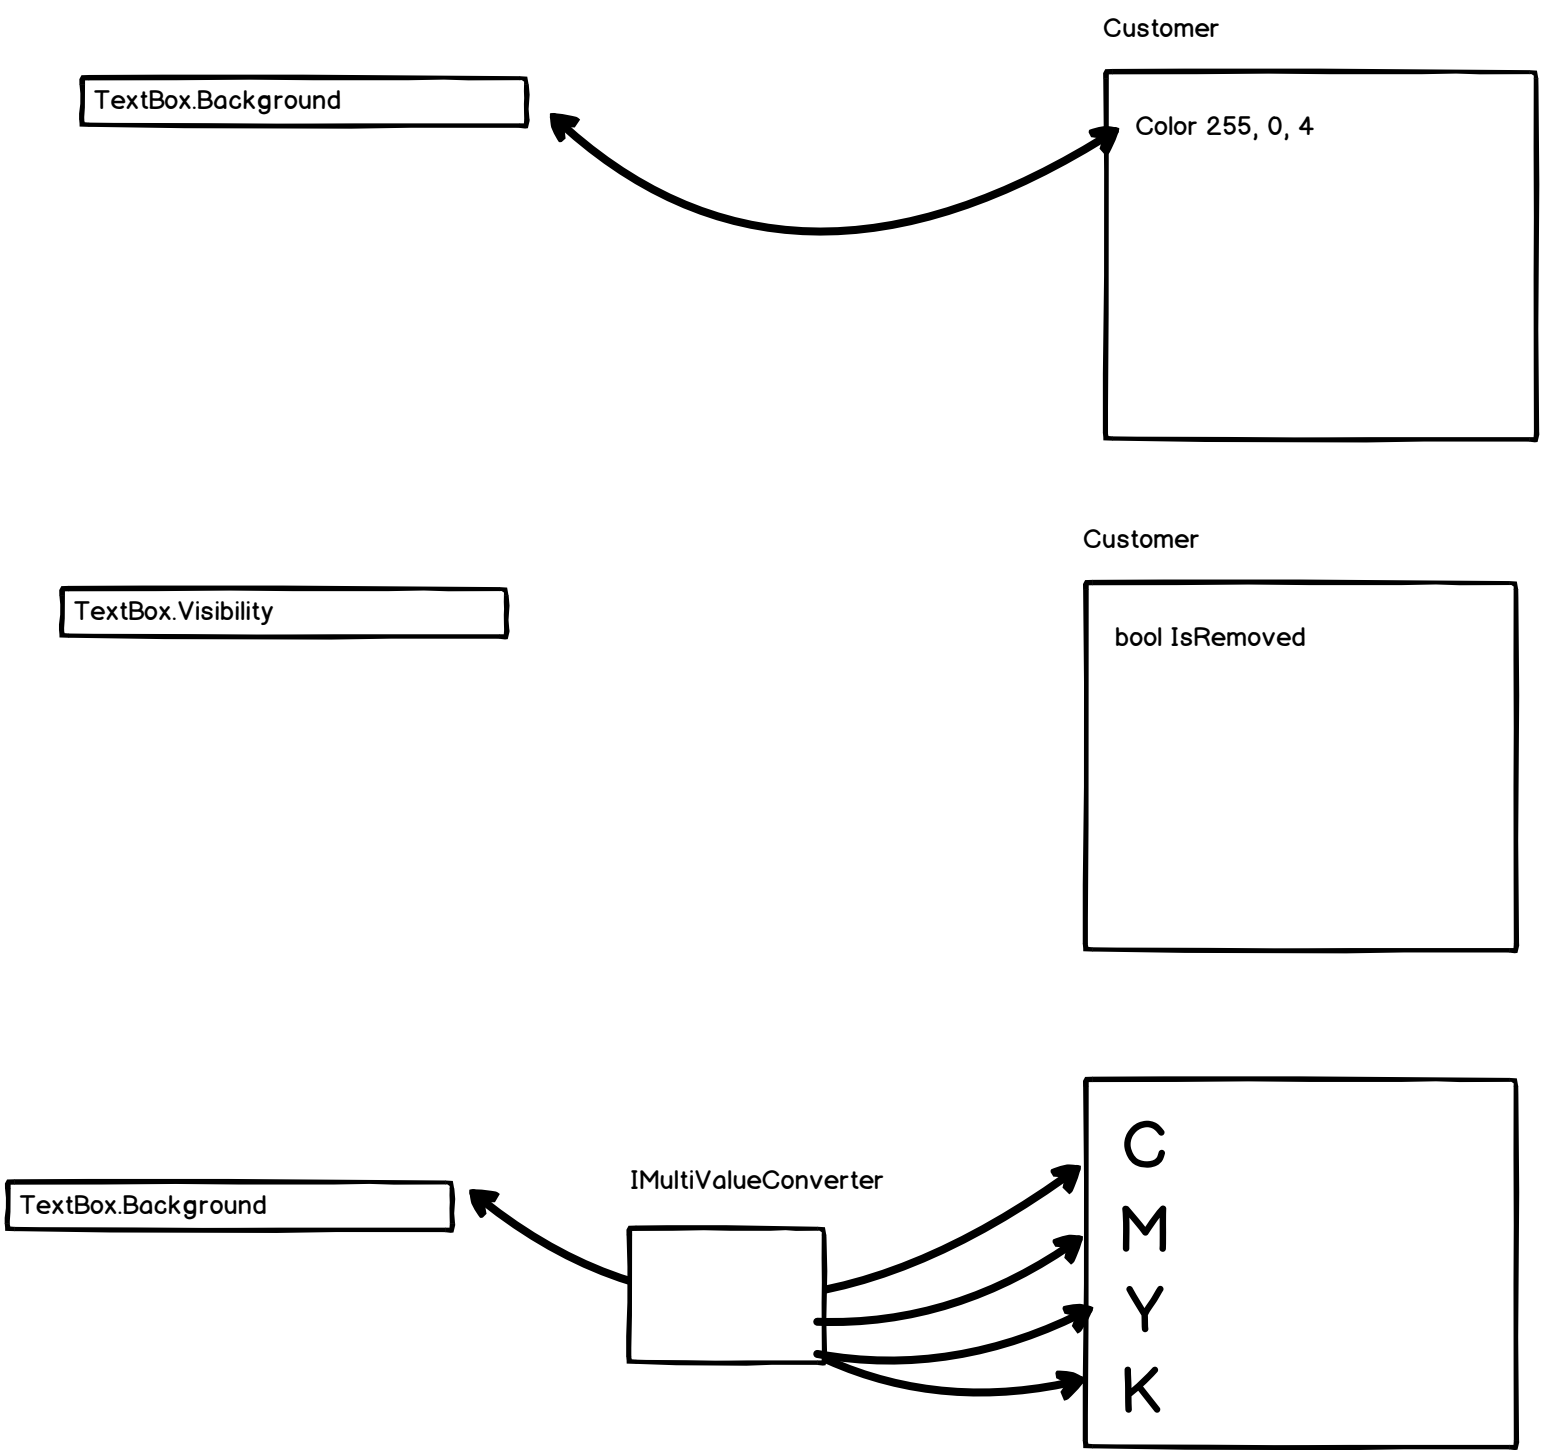 Customer
TextBox.Background
Color 255, 0, 4
Customer
TextBox.Visibility
bool IsRemoved
C
IMultiValueConverter
TextBox.Background
M
Y
K